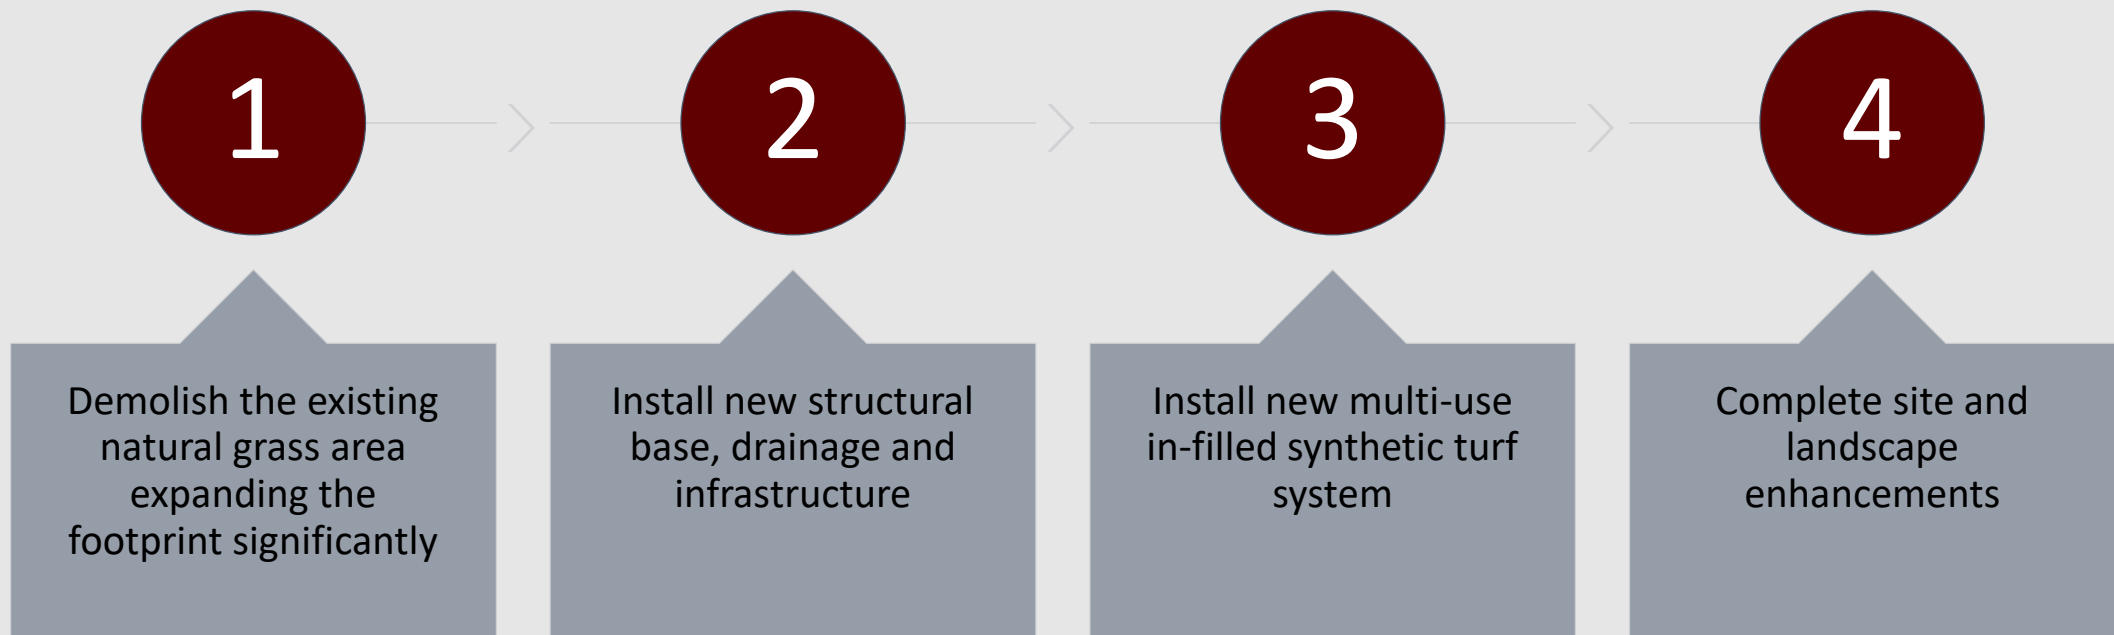 1
2
3
4
Demolish the existing
natural grass area
expanding the
footprint significantly
Install new structural
base, drainage and
infrastructure
Install new multi-use
in-filled synthetic turf
system
Complete site and
landscape
enhancements